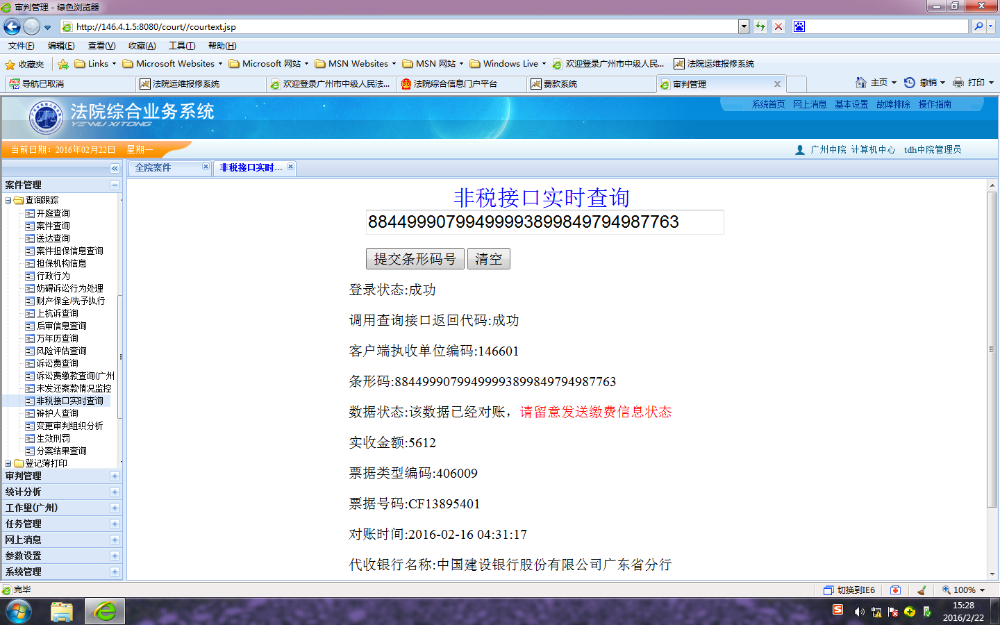 审判管理 - 绿色浏览器
http://146.4.1.5:8080/court//courtext.jsp
文件(F) 编辑(E) 查看(V) 收藏(A) 工具(T) 帮助(H)
收藏夹 Links Microsoft Websites Microsoft 网站 MSN Websites MSN 网站 Windows Live 欢迎登录广州市中级人民... 法院运维报修系统
导航已取消 法院运维报修系统 欢迎登录广州市中级人民法... 法院综合信息门户平台 费款系统 审判管理 主页 撤销 打印
法院综合业务系统
YEWU XITONG
系统首页 网上消息 基本设置 故障排除 操作指南
当前日期：2016年02月22日 星期一
广州中院 计算机中心 tdh中院管理员
全院案件 非税接口实时...
案件管理
查询跟踪
开庭查询
案件查询
送达查询
案件担保信息查询
担保机构信息
行政行为
妨碍诉讼行为处理
财产保全/先予执行
上抗诉查询
后审信息查询
万年历查询
风险评估查询
诉讼费查询
诉讼费缴款查询(广州
未发还案款情况监控
非税接口实时查询
辩护人查询
变更审判组织分析
生效刑罚
分案结果查询
登记薄打印
审判管理
统计分析
工作量(广州)
任务管理
网上消息
参数设置
系统管理
非税接口实时查询
88449990799499993899849794987763
提交条形码号 清空
登录状态:成功
调用查询接口返回代码:成功
客户端执收单位编码:146601
条形码:88449990799499993899849794987763
数据状态:该数据已经对账，请留意发送缴费信息状态
实收金额:5612
票据类型编码:406009
票据号码:CF13895401
对账时间:2016-02-16 04:31:17
代收银行名称:中国建设银行股份有限公司广东省分行
完毕
切换到IE6 100%
15:28
2016/2/22